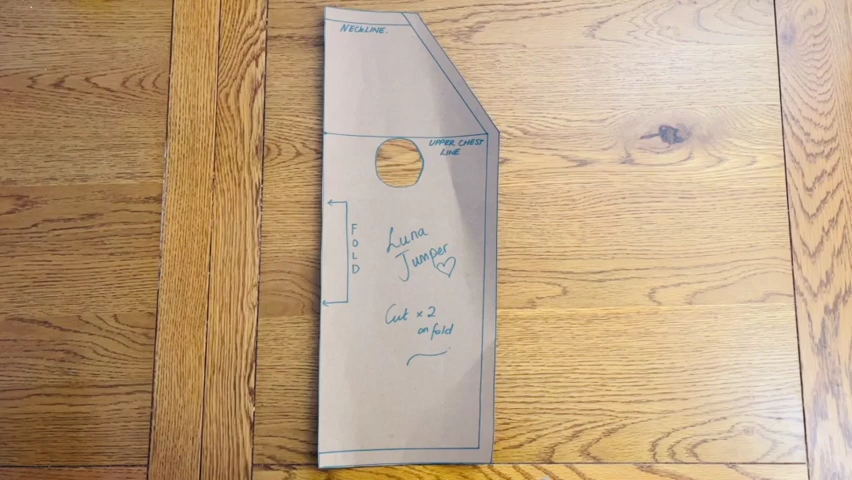 NECKLINE.
UPPER CHEST
LINE
FOLD
Luna
Jumper
Cut x 2
on fold